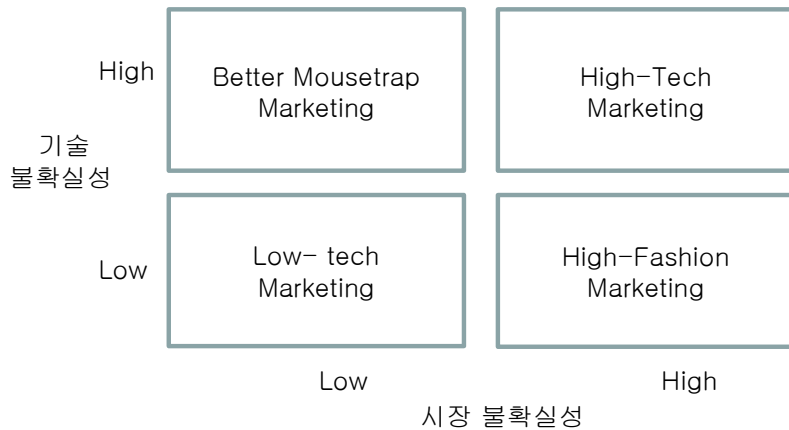 High
Better Mousetrap
Marketing
High-Tech
Marketing
기술
불확실성
Low
Low- tech
Marketing
High-Fashion
Marketing
Low
High
시장 불확실성